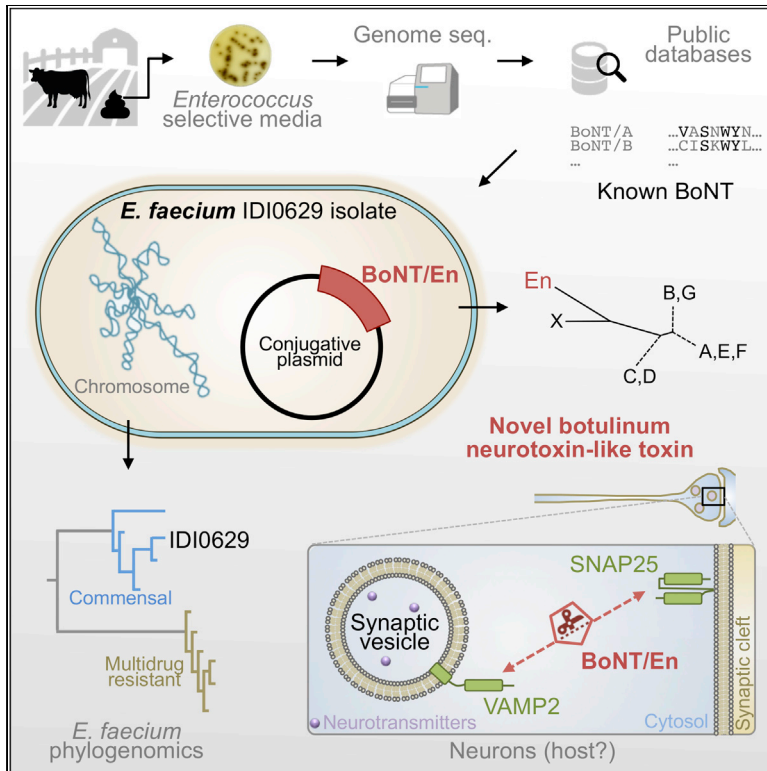 Genome seq.
Public
databases
Enterococcus
selective media
BoNT/A ...VASNWYN...
BoNT/B ...CISKWYL...
... ...
Known BoNT
E. faecium IDI0629 isolate
BoNT/En
Conjugative
plasmid
Chromosome
En
X
B,G
A,E,F
C,D
Novel botulinum
neurotoxin-like toxin
IDI0629
Commensal
Multidrug
resistant
E. faecium
phylogenomics
SNAP25
Synaptic
vesicle
BoNT/En
VAMP2
Neurotransmitters
Cytosol
Synaptic cleft
Neurons (host?)